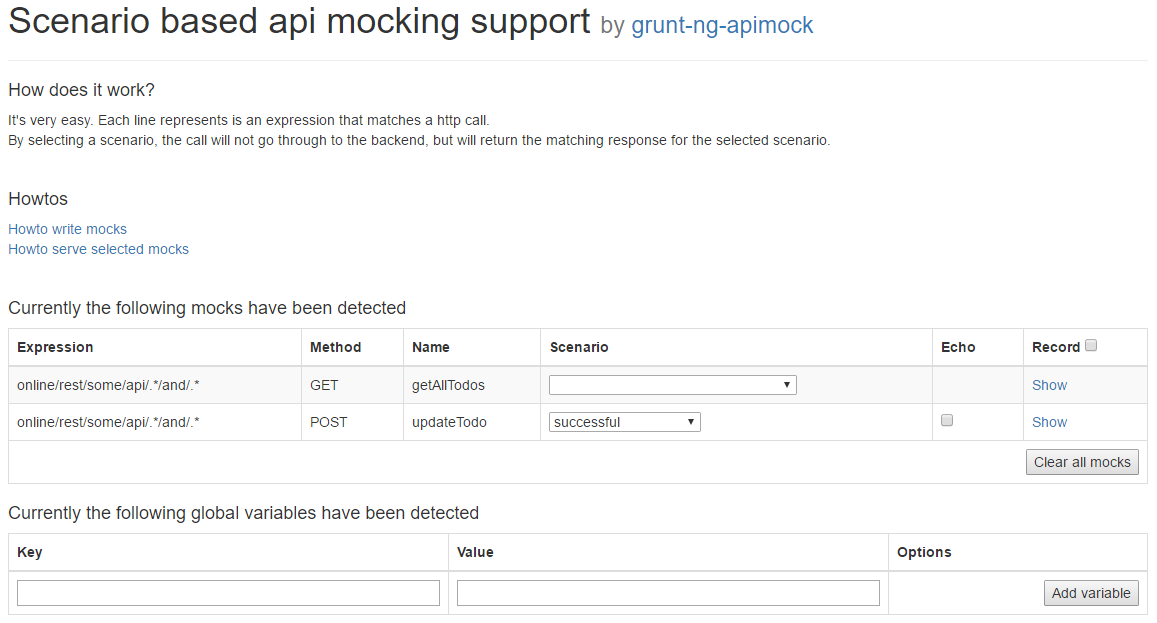 Scenario based api mocking support by grunt-ng-apimock
How does it work?
It's very easy. Each line represents is an expression that matches a http call.
By selecting a scenario, the call will not go through to the backend, but will return the matching response for the selected scenario.
Howtos
Howto write mocks
Howto serve selected mocks
Currently the following mocks have been detected
Expression Method Name Scenario Echo Record
online/rest/some/api/.*/and/.* GET getAllTodos Show
online/rest/some/api/.*/and/.* POST updateTodo successful Show
Clear all mocks
Currently the following global variables have been detected
Key Value Options
Add variable